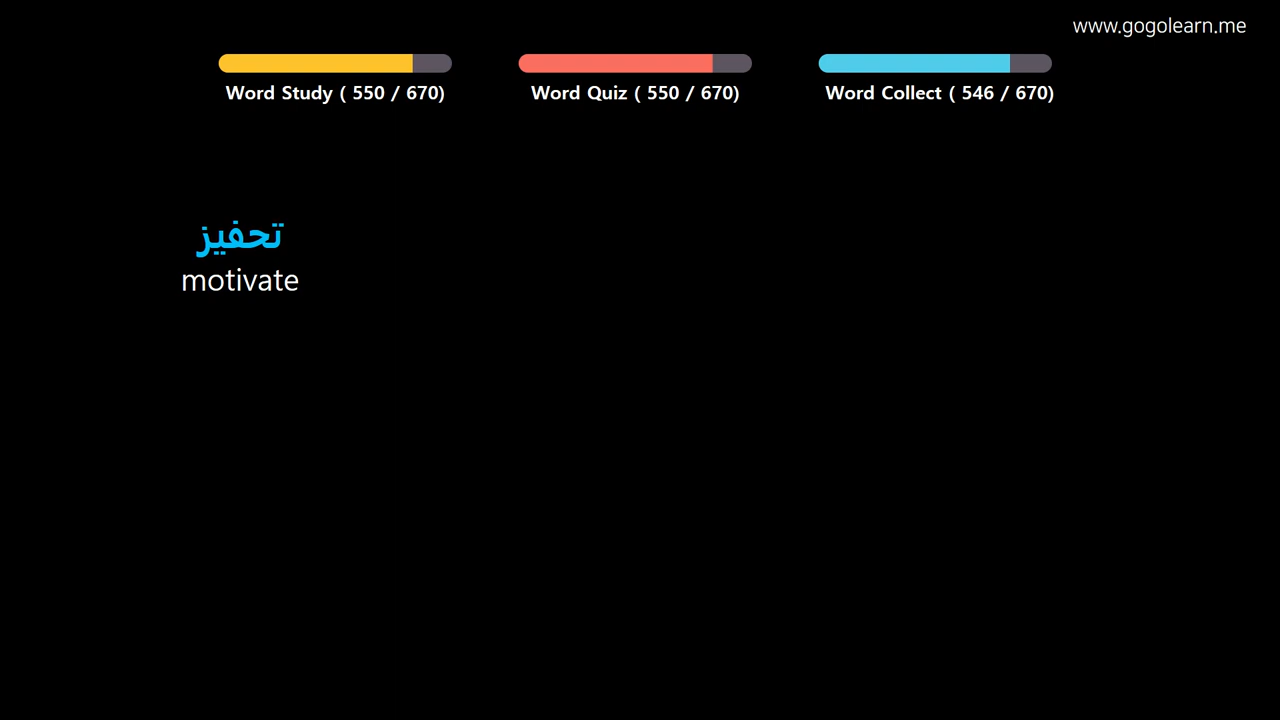 www.gogolearn.me
Word Study ( 550 / 670)
Word Quiz ( 550 / 670)
Word Collect ( 546 / 670)
تحفيز
motivate